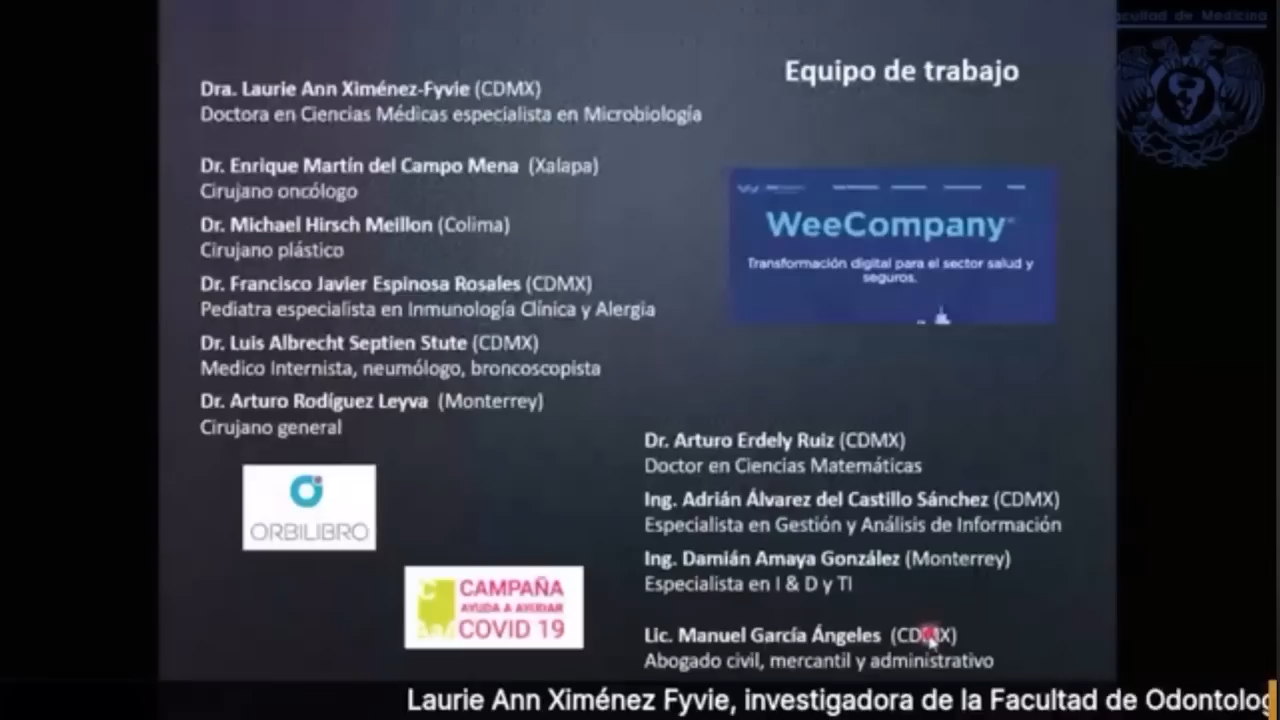 Facultad de Medicina
Equipo de trabajo
Dra. Laurie Ann Ximénez-Fyvie (CDMX)
Doctora en Ciencias Médicas especialista en Microbiología
Dr. Enrique Martín del Campo Mena (Xalapa)
Cirujano oncólogo
Dr. Michael Hirsch Meillon (Colima)
Cirujano plástico
Dr. Francisco Javier Espinosa Rosales (CDMX)
Pediatra especialista en Inmunología Clínica y Alergia
Dr. Luis Albrecht Septien Stute (CDMX)
Medico Internista, neumólogo, broncoscopista
Dr. Arturo Rodíguez Leyva (Monterrey)
Cirujano general
WeeCompany
Transformación digital para el sector salud y
seguros.
ORBILIBRO
CAMPAÑA
AYUDA A AYUDAR
COVID 19
Dr. Arturo Erdely Ruiz (CDMX)
Doctor en Ciencias Matemáticas
Ing. Adrián Álvarez del Castillo Sánchez (CDMX)
Especialista en Gestión y Análisis de Información
Ing. Damián Amaya González (Monterrey)
Especialista en I & D y TI
Lic. Manuel García Ángeles (CDMX)
Abogado civil, mercantil y administrativo
Laurie Ann Ximénez Fyvie, investigadora de la Facultad de Odontolog